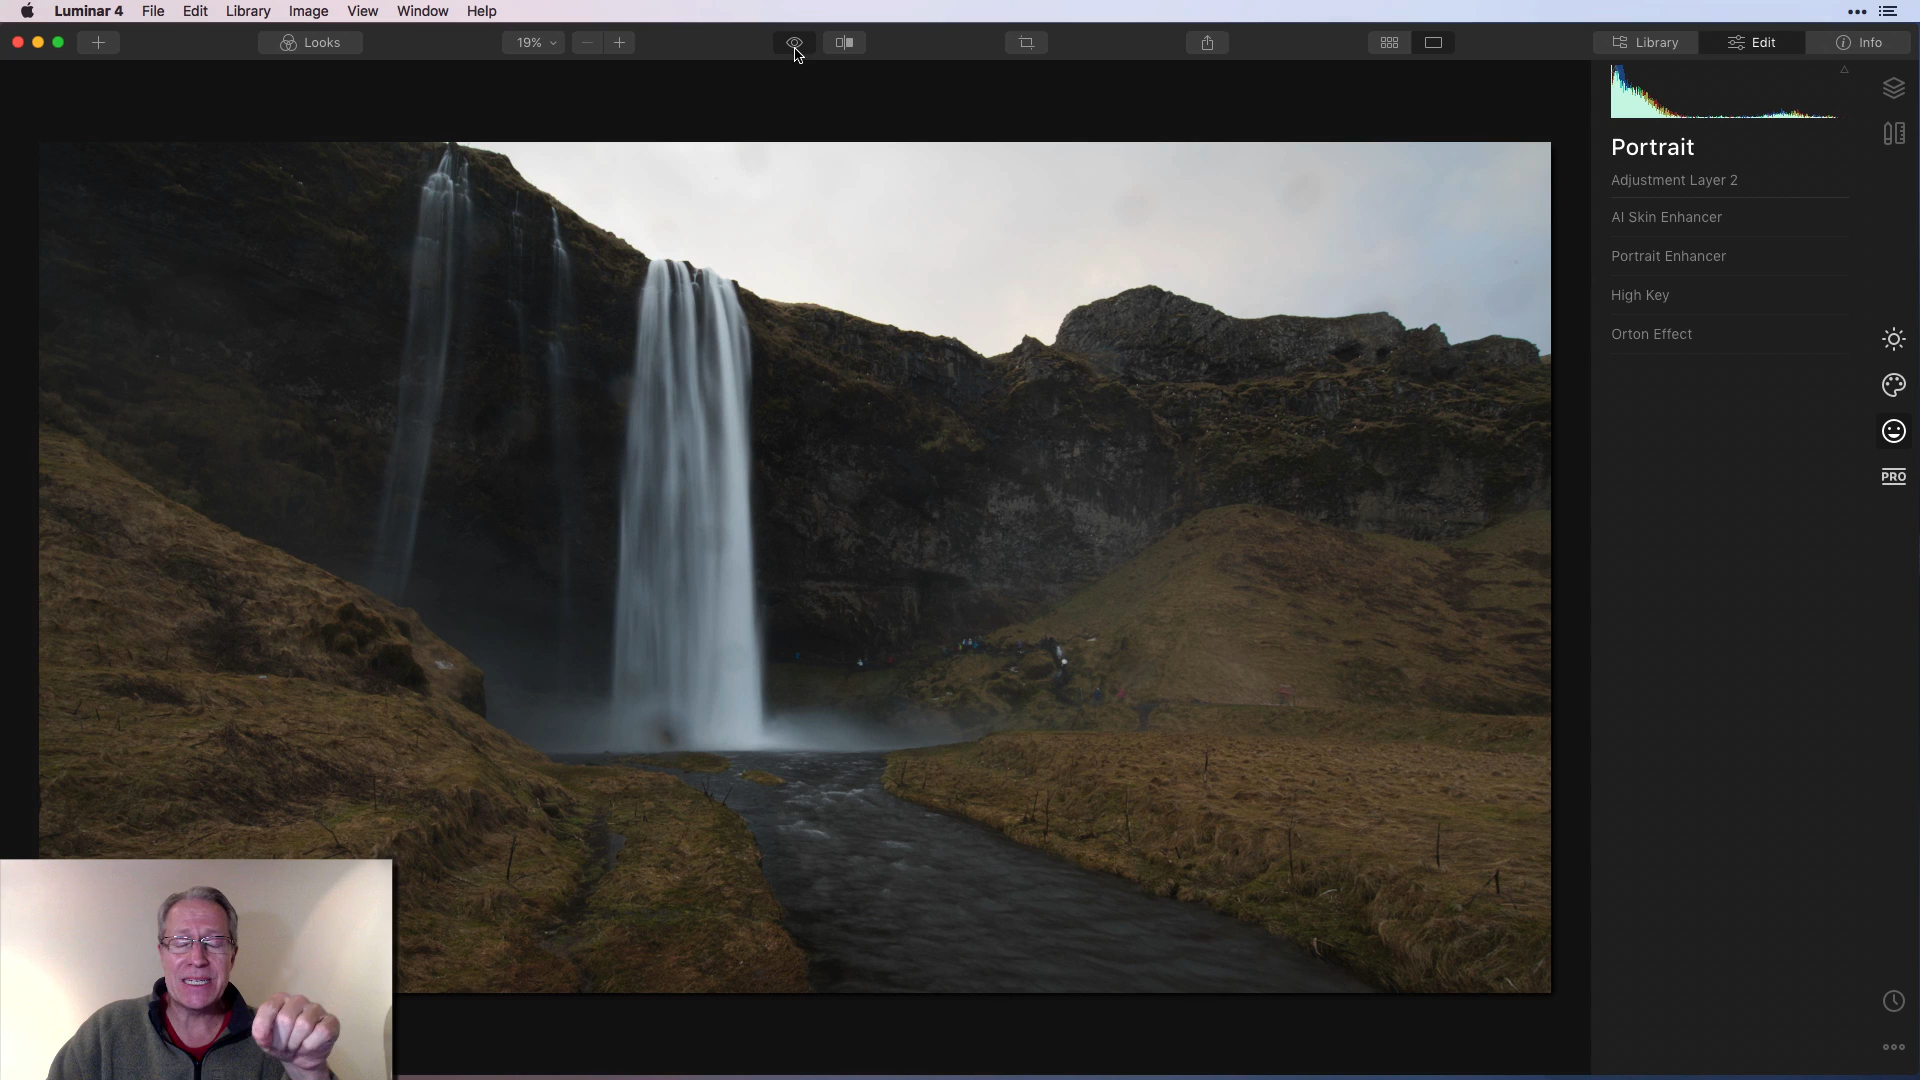 Luminar 4 File Edit Library Image View Window Help
Looks 19% Library Edit Info
Portrait
Adjustment Layer 2
AI Skin Enhancer
Portrait Enhancer
High Key
Orton Effect
PRO